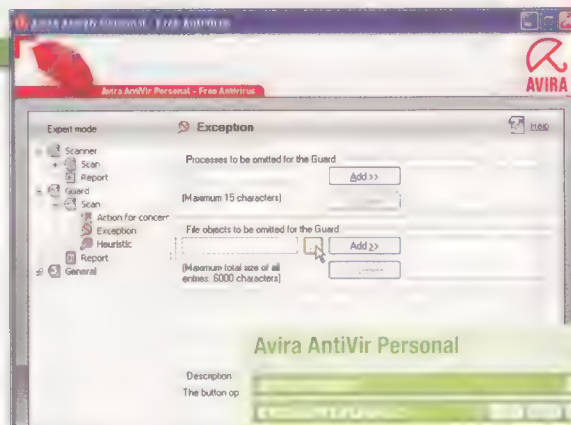 Avira AntiVir Personal - Free Antivirus
AVIRA
Avira AntiVir Personal - Free Antivirus
Expert mode
Exception
Help
Scanner
Scan
Report
Guard
Scan
Action for concerr
Exception
Heuristic
Report
General
Processes to be omitted for the Guard
Add >>
(Maximum 15 characters)
File objects to be omitted for the Guard
Add >>
(Maximum total size of all
entries: 6000 characters)
Description
The button op
Avira AntiVir Personal